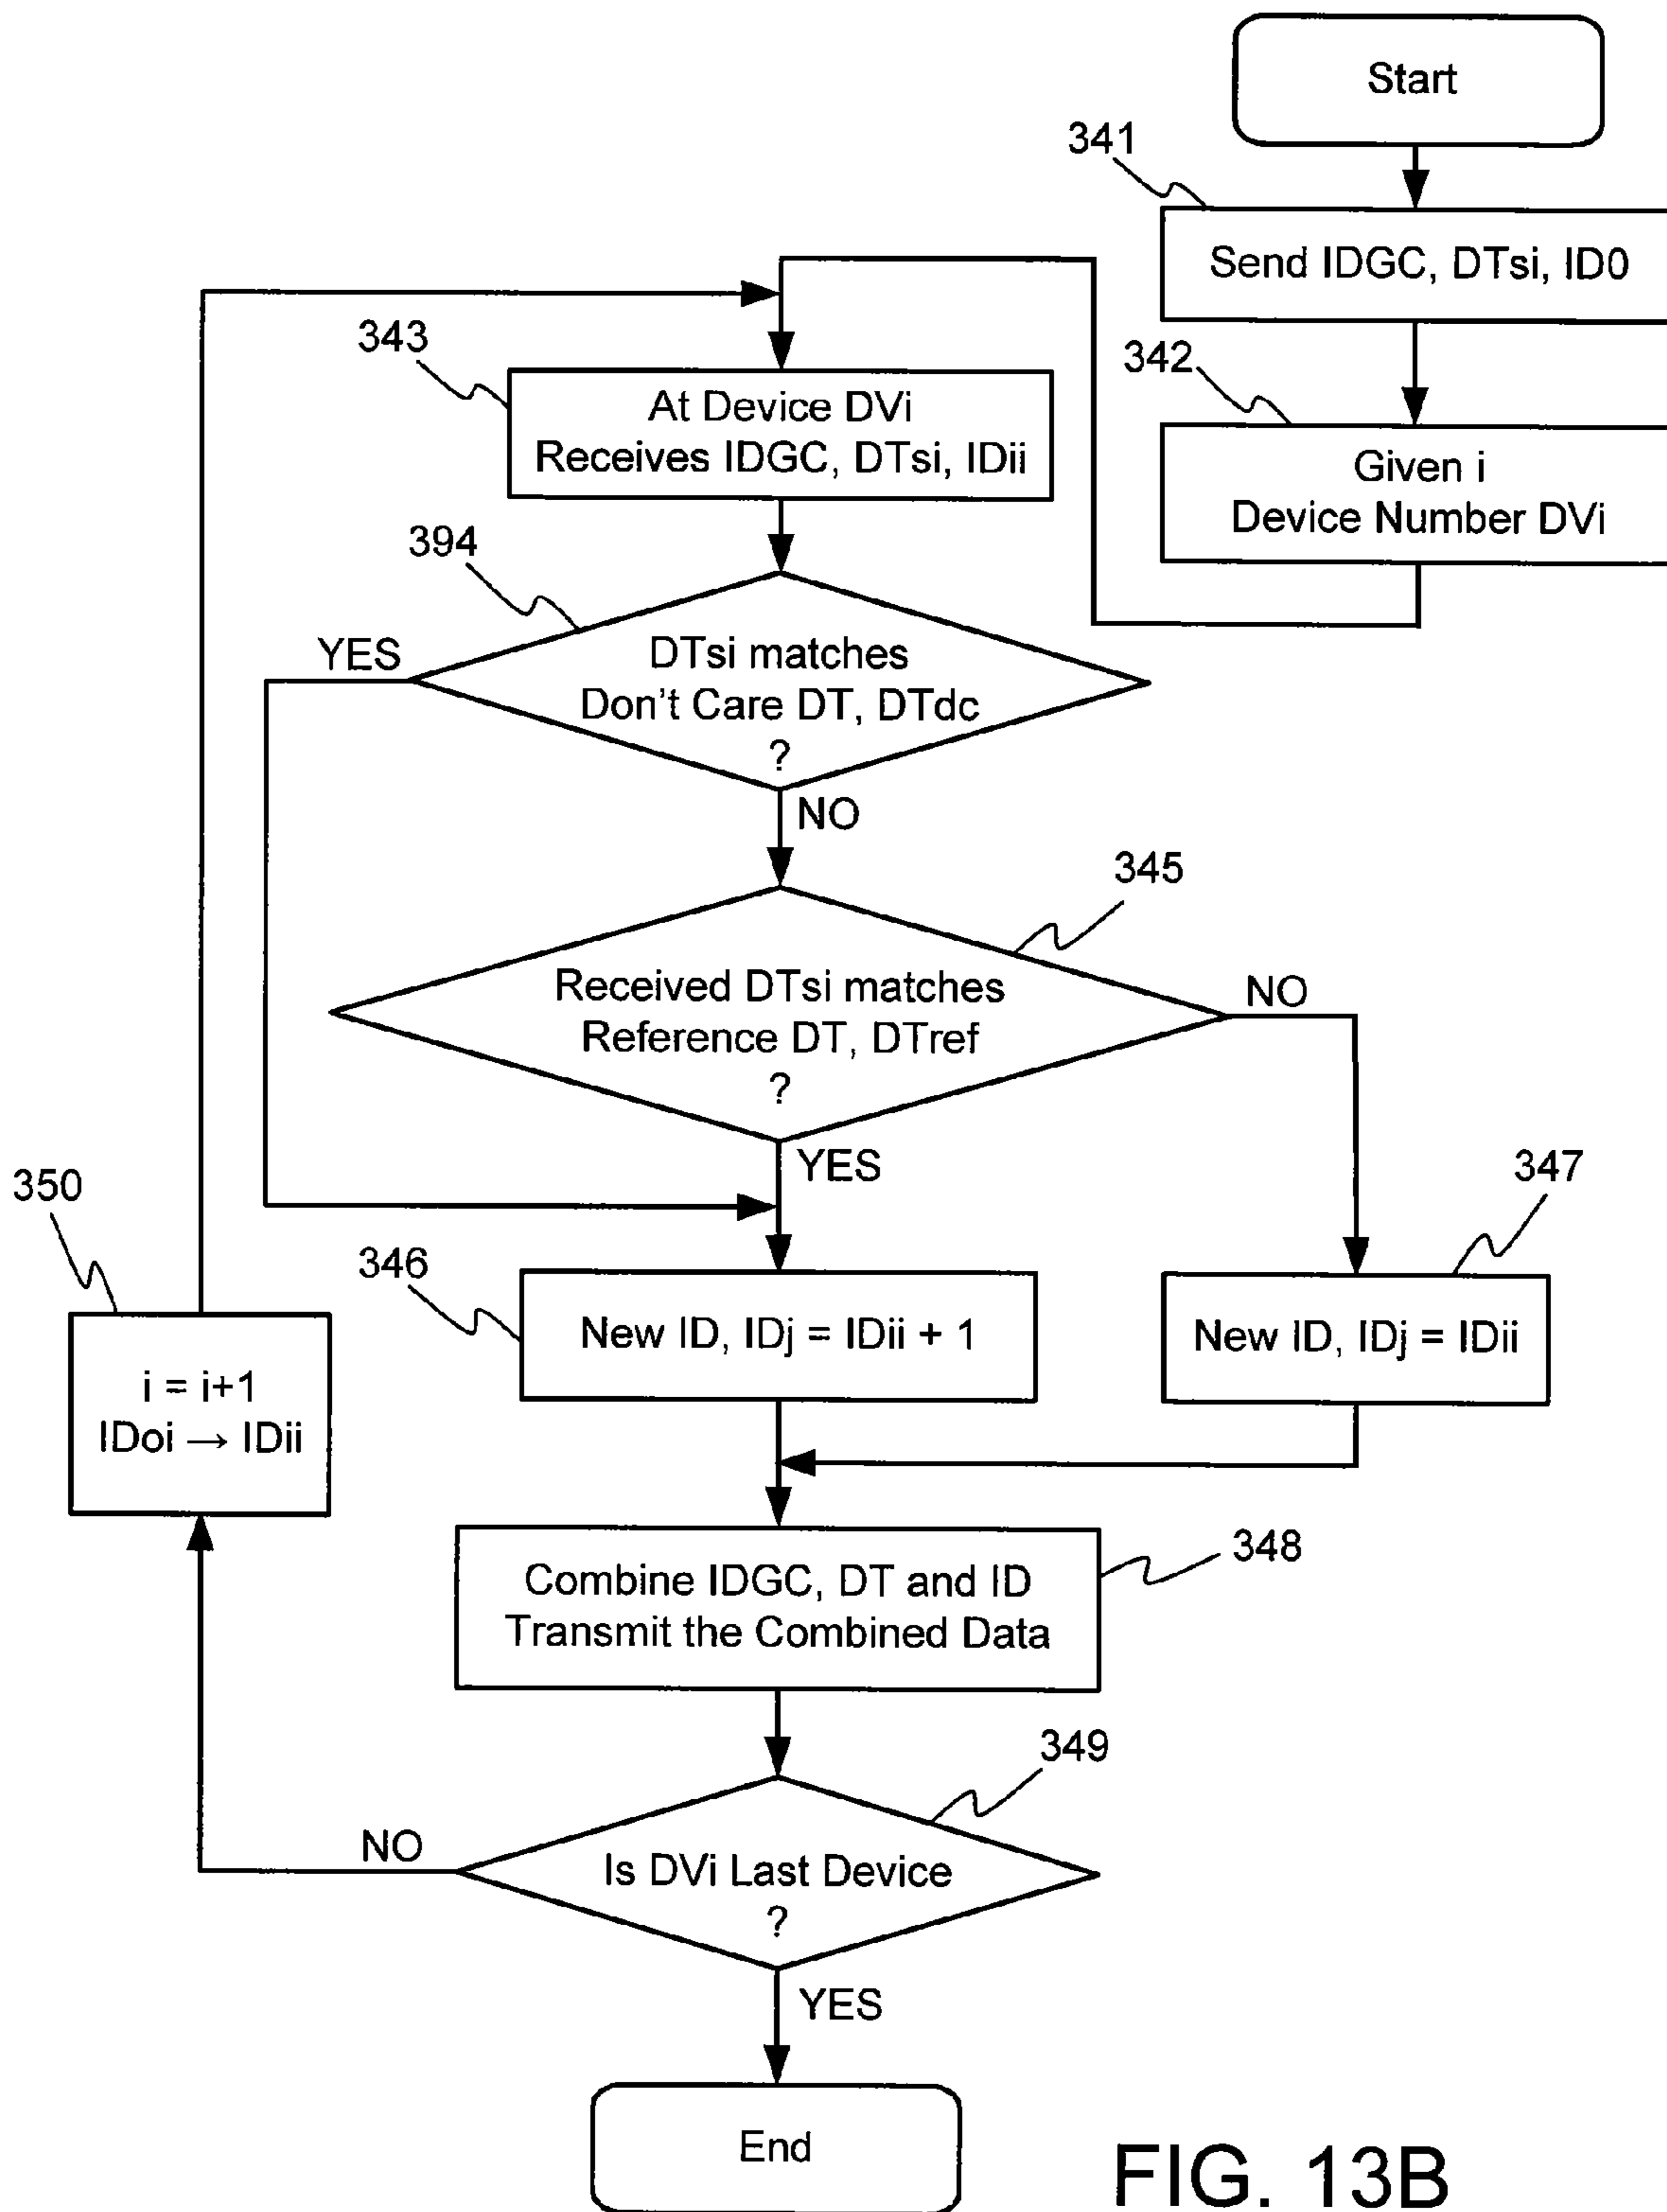 Start
341
Send IDGC, DTsi, ID0
342
Given i
Device Number DVi
343
At Device DVi
Receives IDGC, DTsi, IDii
394
DTsi matches
Don't Care DT, DTdc
?
YES
NO
345
Received DTsi matches
Reference DT, DTref
?
NO
YES
346
New ID, IDj = IDii + 1
347
New ID, IDj = IDii
350
i = i+1
IDoi → IDii
348
Combine IDGC, DT and ID
Transmit the Combined Data
349
Is DVi Last Device
?
NO
YES
End
FIG. 13B